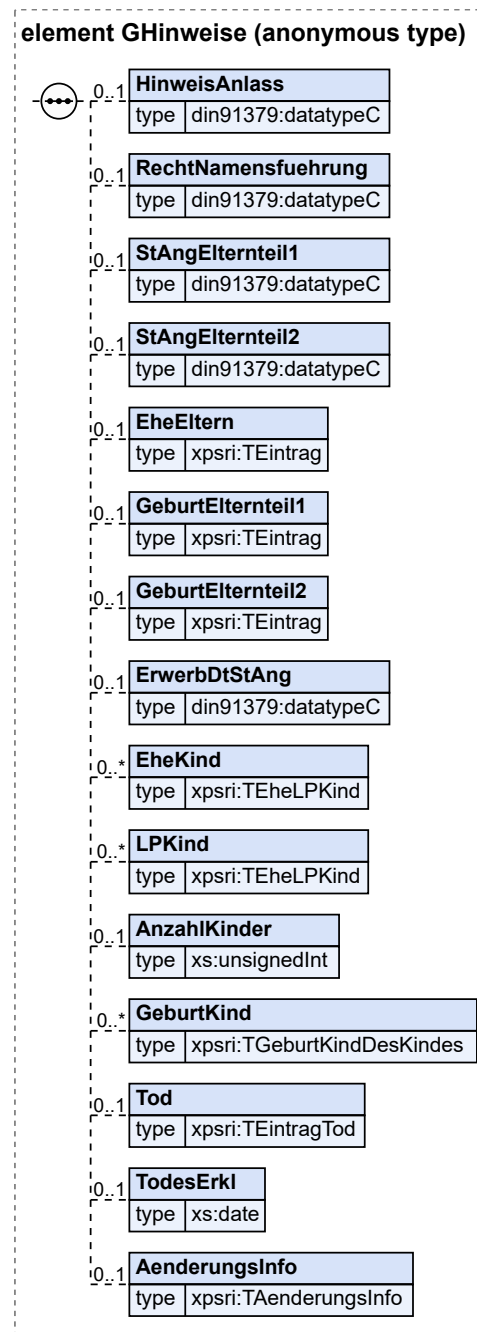 element GHinweise (anonymous type)
0..1 HinweisAnlass
type din91379:datatypeC
0..1 RechtNamensfuehrung
type din91379:datatypeC
0..1 StAngElternteil1
type din91379:datatypeC
0..1 StAngElternteil2
type din91379:datatypeC
0..1 EheEltern
type xpsri:TEintrag
0..1 GeburtElternteil1
type xpsri:TEintrag
0..1 GeburtElternteil2
type xpsri:TEintrag
0..1 ErwerbDtStAng
type din91379:datatypeC
0..* EheKind
type xpsri:TEheLPKind
0..* LPKind
type xpsri:TEheLPKind
0..1 AnzahlKinder
type xs:unsignedInt
0..* GeburtKind
type xpsri:TGeburtKindDesKindes
0..1 Tod
type xpsri:TEintragTod
0..1 TodesErkl
type xs:date
0..1 AenderungsInfo
type xpsri:TAenderungsInfo